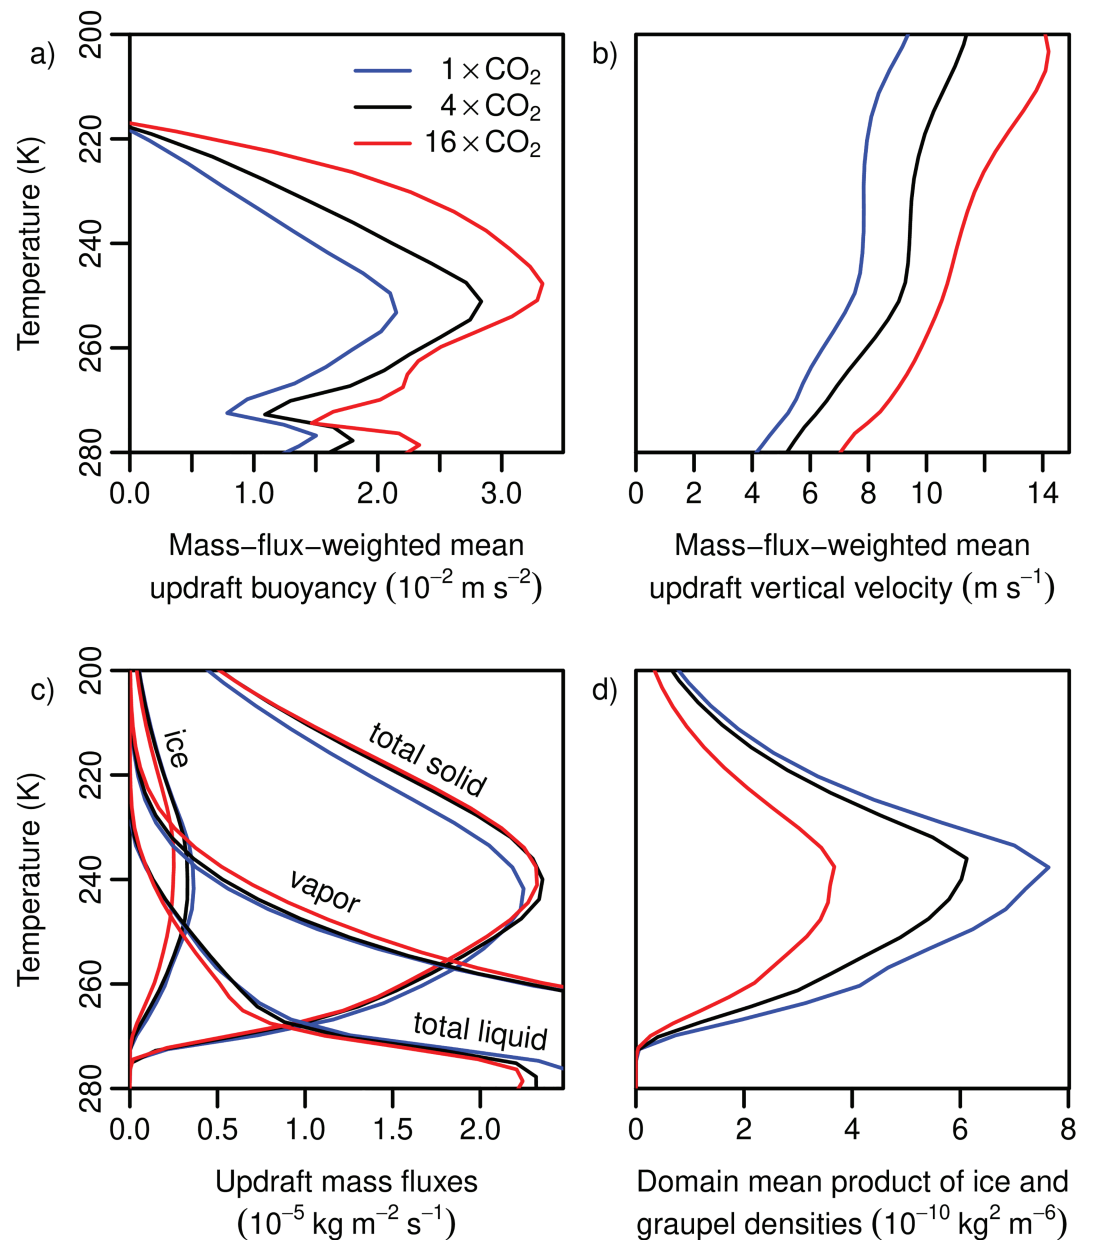 a)
200
220
240
260
280
Temperature (K)
1×CO₂
4×CO₂
16×CO₂
0.0 1.0 2.0 3.0
Mass−flux−weighted mean
updraft buoyancy (10⁻² m s⁻²)
b)
0 2 4 6 8 10 14
Mass−flux−weighted mean
updraft vertical velocity (m s⁻¹)
c)
200
220
240
260
280
Temperature (K)
ice
total solid
vapor
total liquid
0.0 0.5 1.0 1.5 2.0
Updraft mass fluxes
(10⁻⁵ kg m⁻² s⁻¹)
d)
0 2 4 6 8
Domain mean product of ice and
graupel densities (10⁻¹⁰ kg² m⁻⁶)